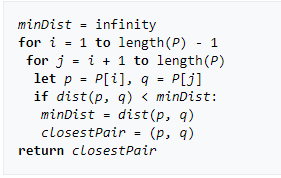 minDist = infinity
for i = 1 to length(P) - 1
 for j = i + 1 to length(P)
  let p = P[i], q = P[j]
  if dist(p, q) < minDist:
   minDist = dist(p, q)
   closestPair = (p, q)
return closestPair